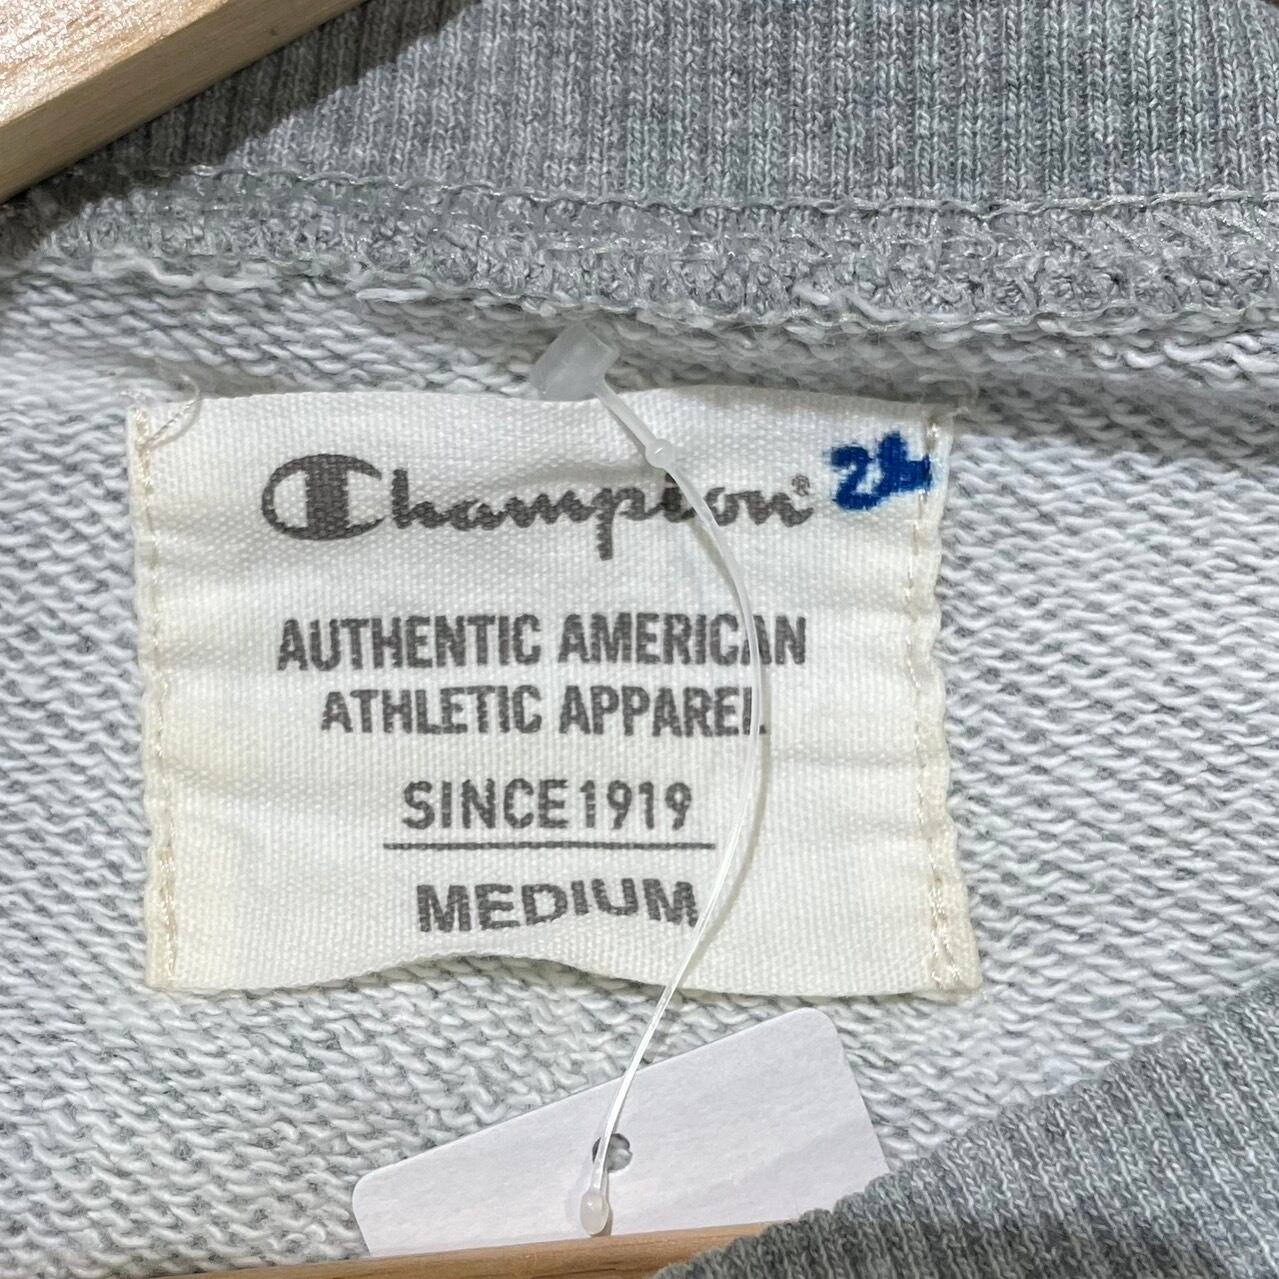 Champion®
AUTHENTIC AMERICAN
ATHLETIC APPAREL
SINCE 1919
MEDIUM